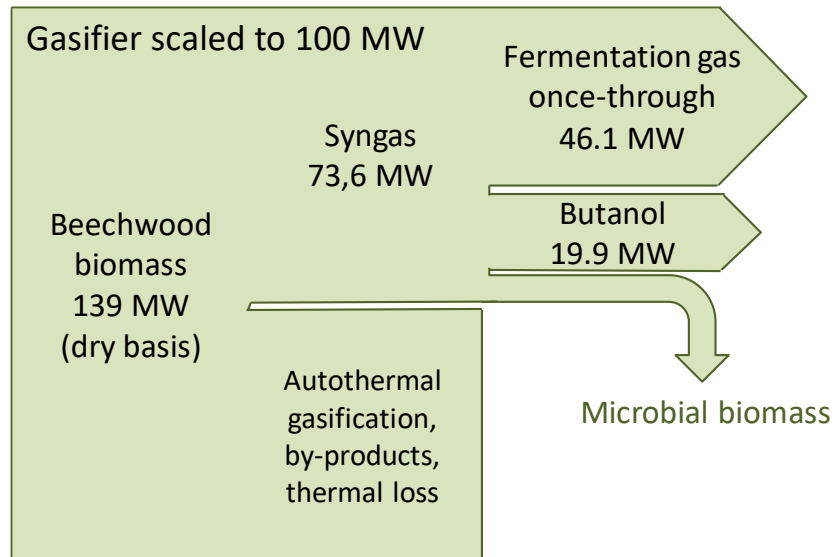 Gasifier scaled to 100 MW
Fermentation gas
once-through
46.1 MW
Syngas
73,6 MW
Butanol
19.9 MW
Beechwood
biomass
139 MW
(dry basis)
Autothermal
gasification,
by-products,
thermal loss
Microbial biomass